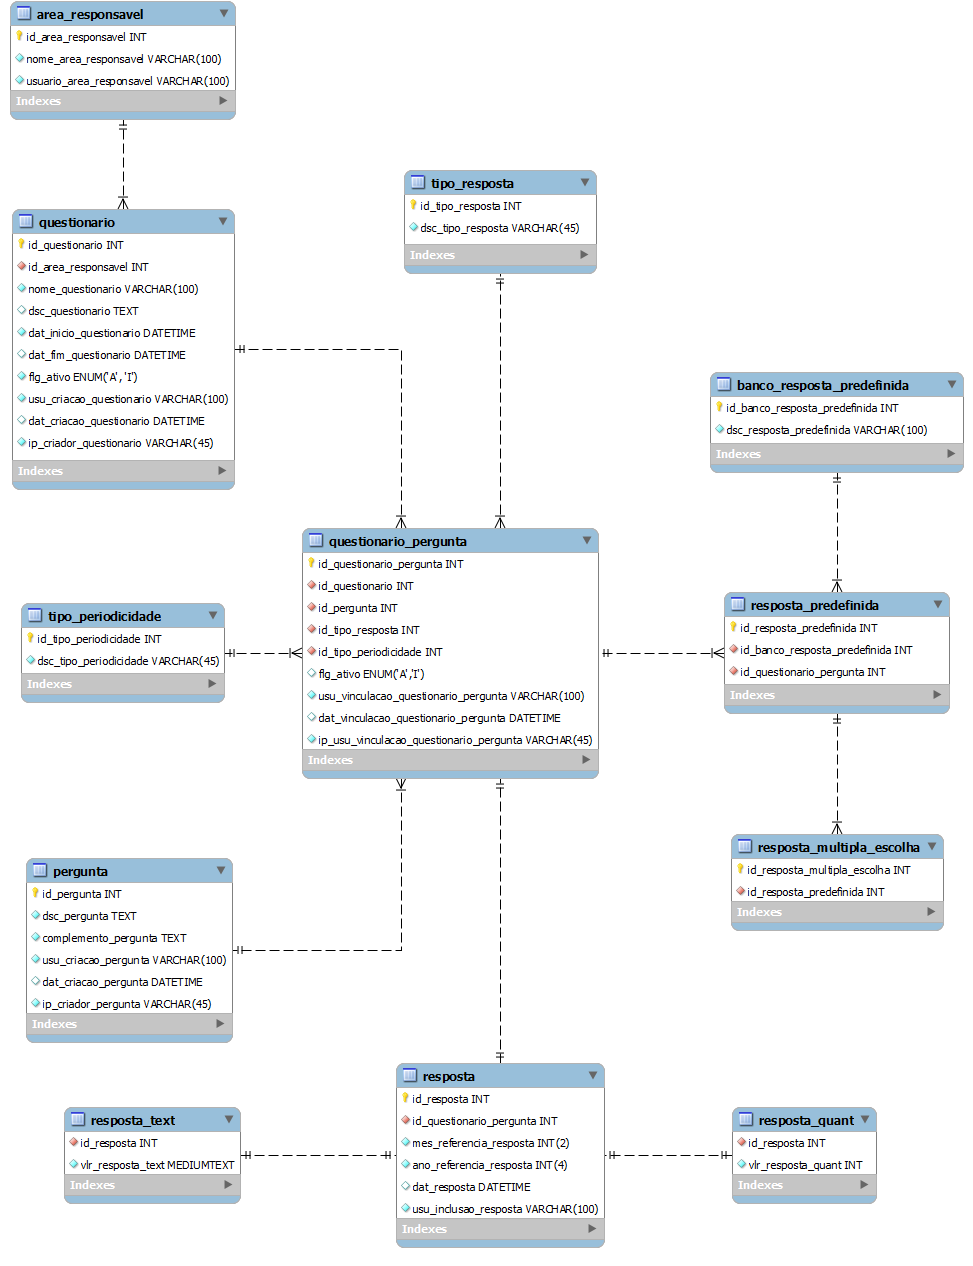 area_responsavel
id_area_responsavel INT
nome_area_responsavel VARCHAR(100)
usuario_area_responsavel VARCHAR(100)
Indexes
questionario
id_questionario INT
id_area_responsavel INT
nome_questionario VARCHAR(100)
dsc_questionario TEXT
dat_inicio_questionario DATETIME
dat_fim_questionario DATETIME
flg_ativo ENUM('A','I')
usu_criacao_questionario VARCHAR(100)
dat_criacao_questionario DATETIME
ip_criador_questionario VARCHAR(45)
Indexes
tipo_resposta
id_tipo_resposta INT
dsc_tipo_resposta VARCHAR(45)
Indexes
banco_resposta_predefinida
id_banco_resposta_predefinida INT
dsc_resposta_predefinida VARCHAR(100)
Indexes
questionario_pergunta
id_questionario_pergunta INT
id_questionario INT
id_pergunta INT
id_tipo_resposta INT
id_tipo_periodicidade INT
flg_ativo ENUM('A','I')
usu_vinculacao_questionario_pergunta VARCHAR(100)
dat_vinculacao_questionario_pergunta DATETIME
ip_usu_vinculacao_questionario_pergunta VARCHAR(45)
Indexes
tipo_periodicidade
id_tipo_periodicidade INT
dsc_tipo_periodicidade VARCHAR(45)
Indexes
resposta_predefinida
id_resposta_predefinida INT
id_banco_resposta_predefinida INT
id_questionario_pergunta INT
Indexes
resposta_multipla_escolha
id_resposta_multipla_escolha INT
id_resposta_predefinida INT
Indexes
pergunta
id_pergunta INT
dsc_pergunta TEXT
complemento_pergunta TEXT
usu_criacao_pergunta VARCHAR(100)
dat_criacao_pergunta DATETIME
ip_criador_pergunta VARCHAR(45)
Indexes
resposta
id_resposta INT
id_questionario_pergunta INT
mes_referencia_resposta INT(2)
ano_referencia_resposta INT(4)
dat_resposta DATETIME
usu_inclusao_resposta VARCHAR(100)
Indexes
resposta_text
id_resposta INT
vlr_resposta_text MEDIUMTEXT
Indexes
resposta_quant
id_resposta INT
vlr_resposta_quant INT
Indexes